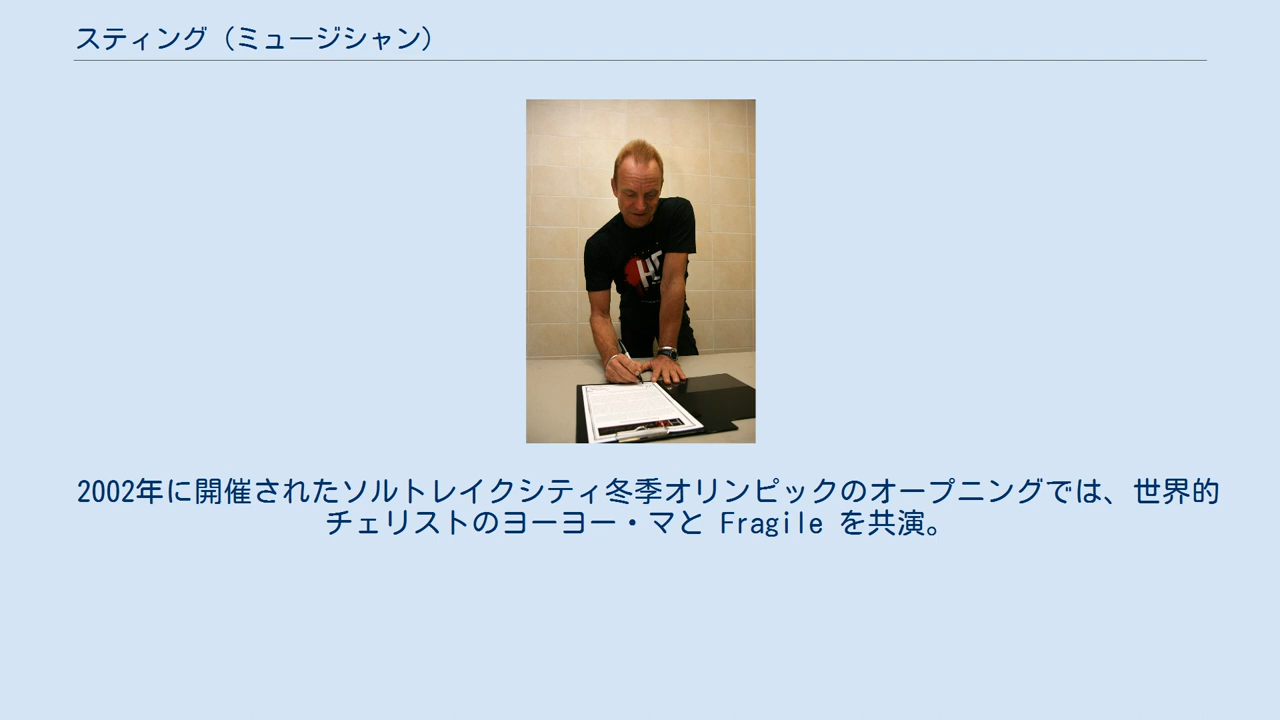 スティング（ミュージシャン）
2002年に開催されたソルトレイクシティ冬季オリンピックのオープニングでは、世界的
チェリストのヨーヨー・マと Fragile を共演。